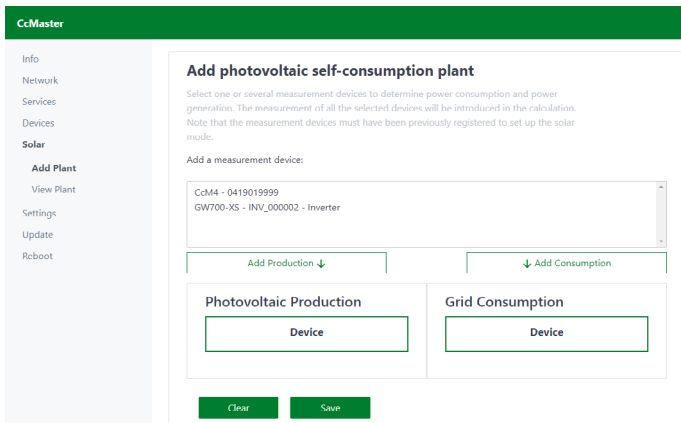 CcMaster
Info
Network
Services
Devices
Solar
Add Plant
View Plant
Settings
Update
Reboot
Add photovoltaic self-consumption plant
Select one or several measurement devices to determine power consumption and power
generation. The measurement of all the selected devices will be introduced in the calculation.
Note that the measurement devices must have been previously registered to set up the solar
mode.
Add a measurement device:
CcM4 - 0419019999
GW700-XS - INV_000002 - Inverter
Add Production ↓
↓ Add Consumption
Photovoltaic Production
Device
Grid Consumption
Device
Clear
Save